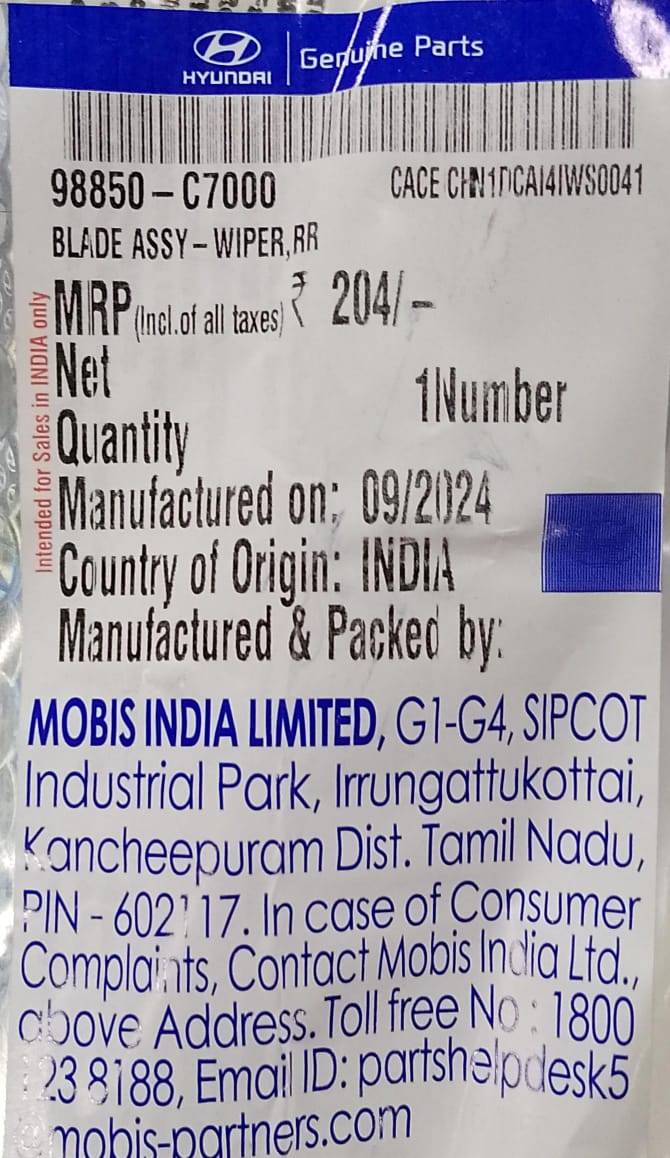 HYUNDAI
Genuine Parts
98850-C7000
BLADE ASSY-WIPER,RR
MRP(Incl.of all taxes) ₹ 204/-
Net
Quantity
1Number
Manufactured on: 09/2024
Country of Origin: INDIA
Manufactured & Packed by:
Intended for Sales in INDIA only
MOBIS INDIA LIMITED, G1-G4, SIPCOT
Industrial Park, Irrungattukottai,
Kancheepuram Dist. Tamil Nadu,
PIN - 602117. In case of Consumer
Complaints, Contact Mobis India Ltd.,
above Address. Toll free No : 1800
123 8188, Email ID: partshelpdesk5
@mobis-partners.com